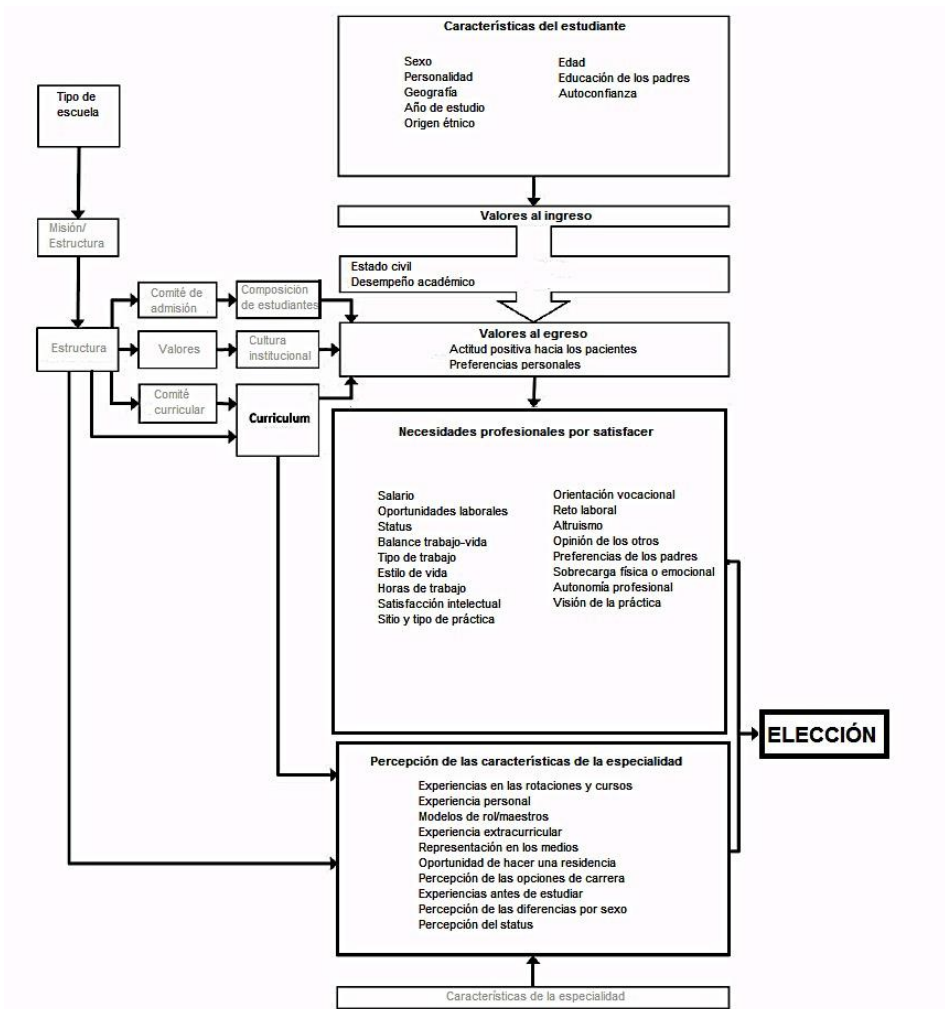 Características del estudiante
Sexo
Personalidad
Geografía
Año de estudio
Origen étnico
Edad
Educación de los padres
Autoconfianza
Tipo de
escuela
Valores al ingreso
Misión/
Estructura
Estado civil
Desempeño académico
Comité de
admisión
Composición
de estudiantes
Estructura
Valores
Cultura
institucional
Valores al egreso
Actitud positiva hacia los pacientes
Preferencias personales
Comité
curricular
Curriculum
Necesidades profesionales por satisfacer
Salario
Oportunidades laborales
Status
Balance trabajo-vida
Tipo de trabajo
Estilo de vida
Horas de trabajo
Satisfacción intelectual
Sitio y tipo de práctica
Orientación vocacional
Reto laboral
Altruismo
Opinión de los otros
Preferencias de los padres
Sobrecarga física o emocional
Autonomía profesional
Visión de la práctica
ELECCIÓN
Percepción de las características de la especialidad
Experiencias en las rotaciones y cursos
Experiencia personal
Modelos de rol/maestros
Experiencia extracurricular
Representación en los medios
Oportunidad de hacer una residencia
Percepción de las opciones de carrera
Experiencias antes de estudiar
Percepción de las diferencias por sexo
Percepción del status
Características de la especialidad